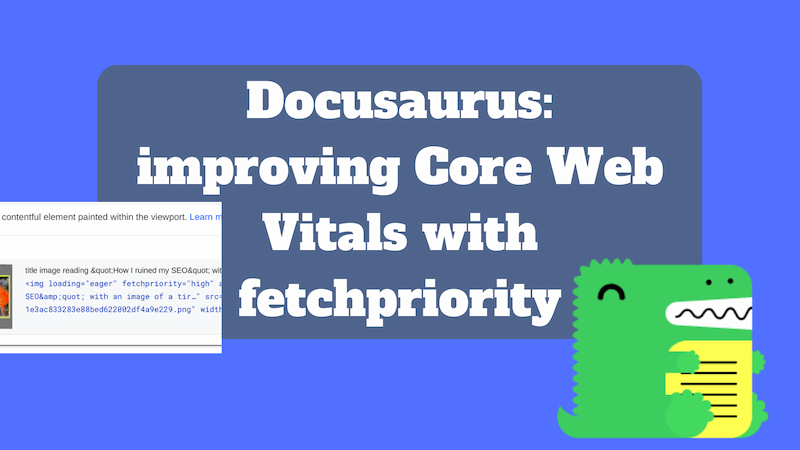 Docusaurus:
improving Core Web
Vitals with
fetchpriority
contentful element painted within the viewport. Learn
title image reading &quot;How I ruined my SEO&quot;
<img loading="eager" fetchpriority="high"
SEO&amp;quot; with an image of a tir…" src=
1e3ac833283e88bed622002df4a9e229.png" width